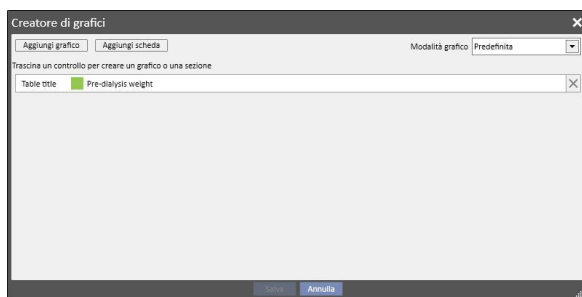 Creatore di grafici
Aggiungi grafico Aggiungi scheda Modalità grafico Predefinita
Trascina un controllo per creare un grafico o una sezione
Table title Pre-dialysis weight
Salva Annulla